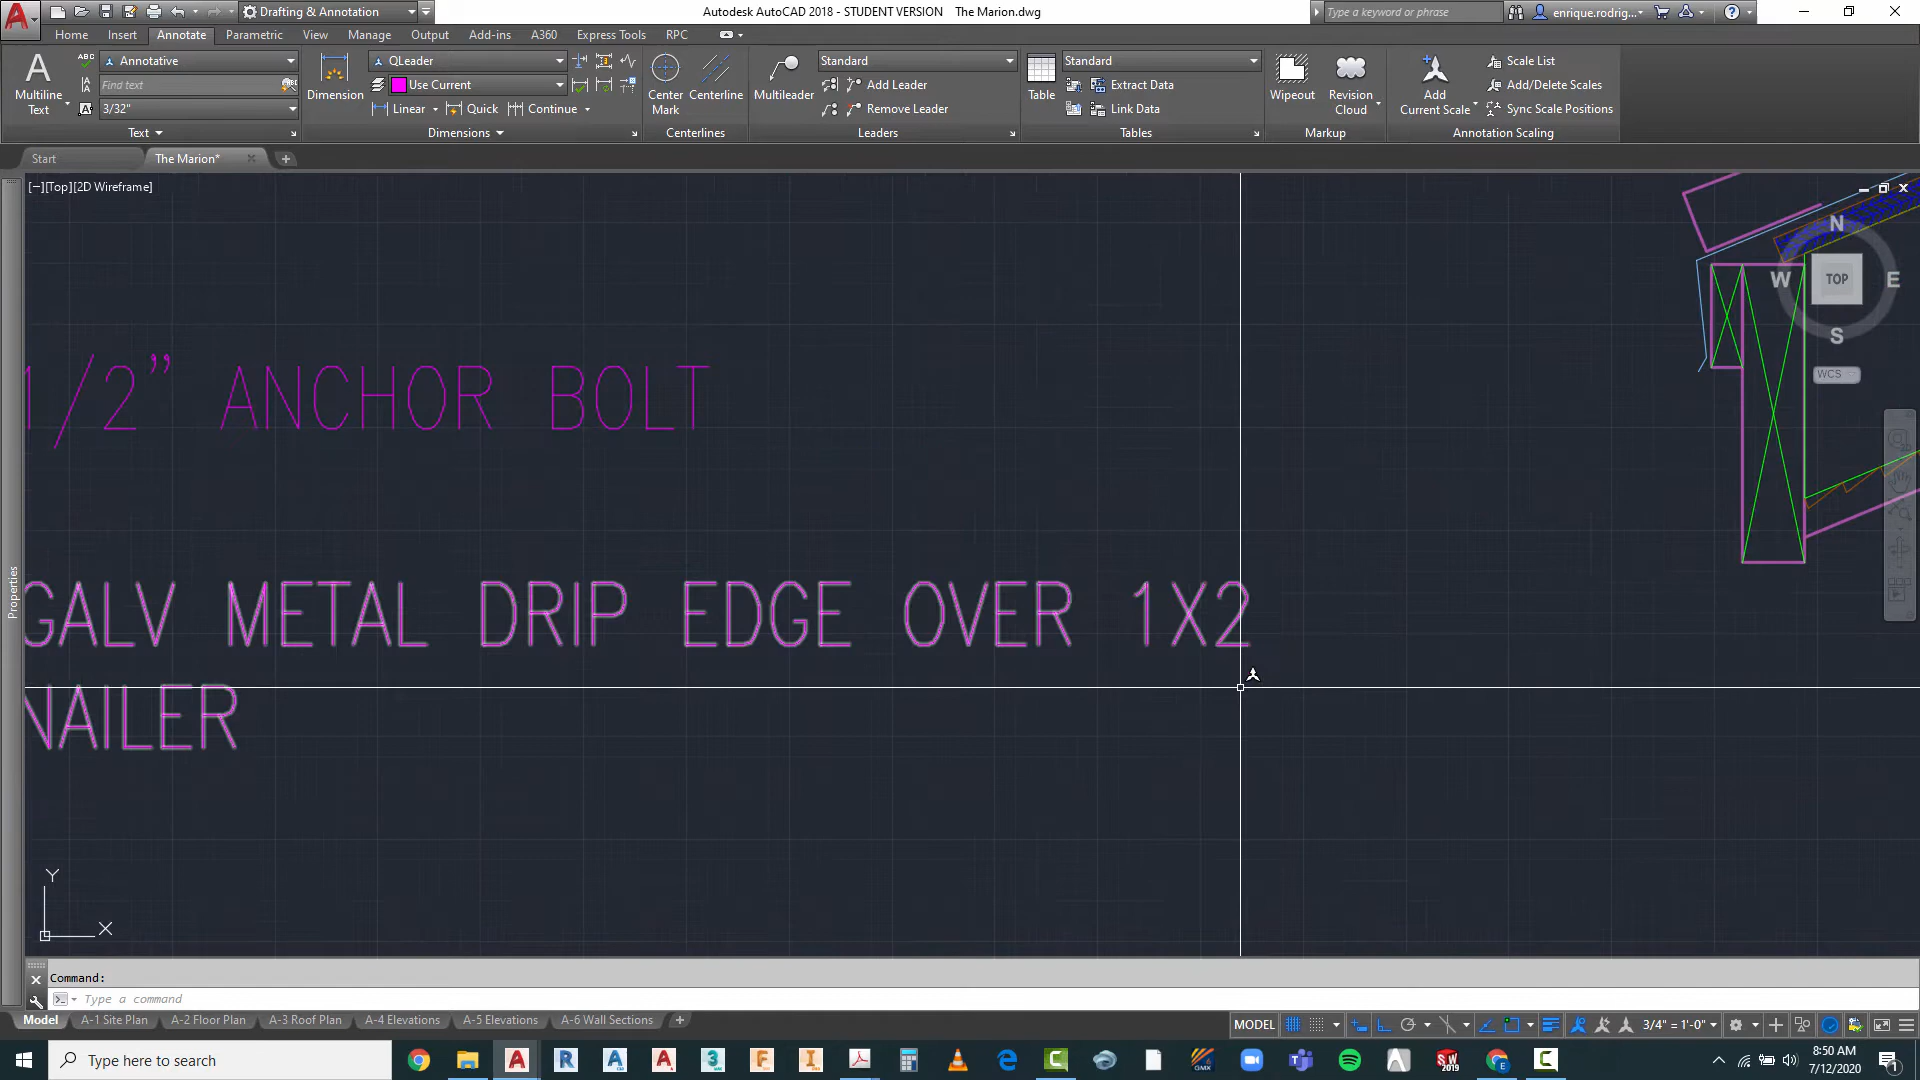 Drafting & Annotation
Autodesk AutoCAD 2018 - STUDENT VERSION The Marion.dwg
Type a keyword or phrase
enrique.rodrig...
Home Insert Annotate Parametric View Manage Output Add-ins A360 Express Tools RPC
Multiline Text
ABC
Annotative
Find text
3/32"
Text
Dimension
QLeader
Use Current
Linear Quick Continue
Dimensions
Center Mark
Centerline
Centerlines
Multileader
Standard
Add Leader
Remove Leader
Leaders
Table
Standard
Extract Data
Link Data
Tables
Wipeout
Revision Cloud
Markup
Add Current Scale
Scale List
Add/Delete Scales
Sync Scale Positions
Annotation Scaling
Start
The Marion*
[−][Top][2D Wireframe]
N
W TOP E
S
WCS
1/2" ANCHOR BOLT
GALV METAL DRIP EDGE OVER 1X2
NAILER
Properties
Y
X
Command:
Type a command
Model A-1 Site Plan A-2 Floor Plan A-3 Roof Plan A-4 Elevations A-5 Elevations A-6 Wall Sections
MODEL
3/4" = 1'-0"
Type here to search
8:50 AM
7/12/2020